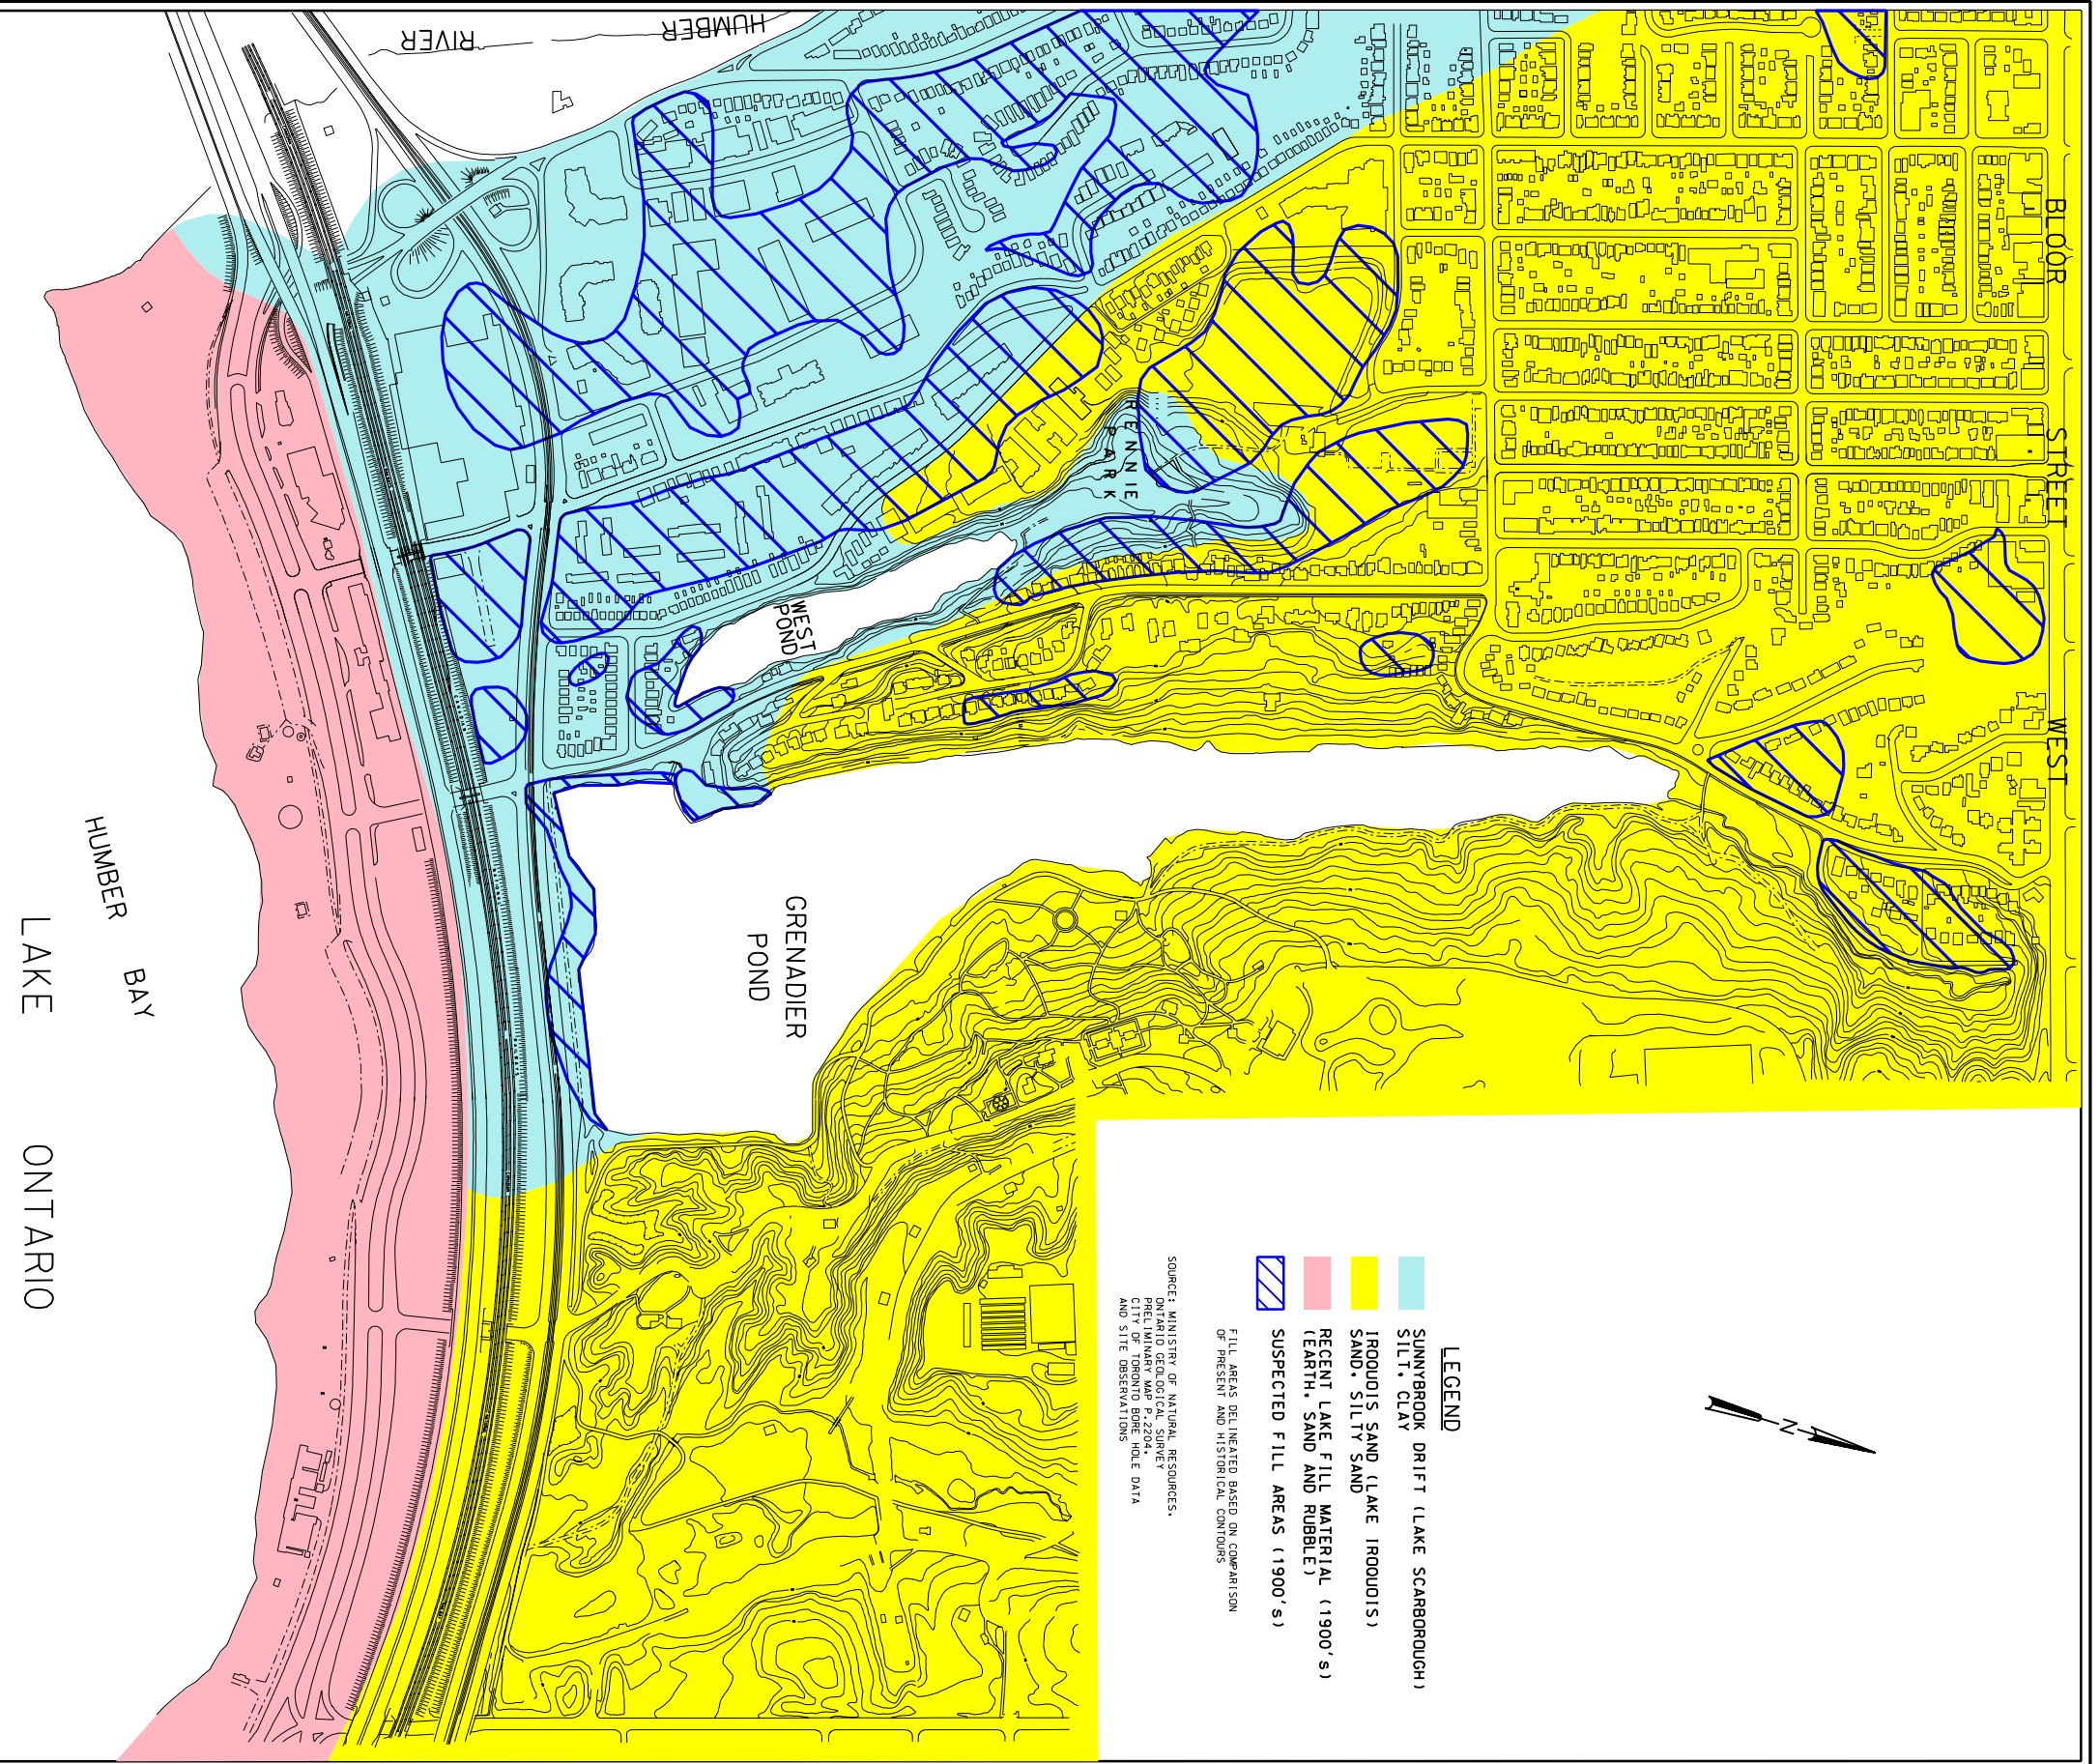 BLOOR STREET WEST
HUMBER
RIVER
RENNIE
PARK
WEST
POND
GRENADIER
POND
HUMBER BAY
LAKE ONTARIO
N
LEGEND
SUNNYBROOK DRIFT (LAKE SCARBOROUGH)
SILT, CLAY
IROQUOIS SAND (LAKE IROQUOIS)
SAND, SILTY SAND
RECENT LAKE FILL MATERIAL (1900's)
(EARTH, SAND AND RUBBLE)
SUSPECTED FILL AREAS (1900's)
FILL AREAS DELINEATED BASED ON COMPARISON
OF PRESENT AND HISTORICAL CONTOURS
SOURCE: MINISTRY OF NATURAL RESOURCES,
ONTARIO GEOLOGICAL SURVEY
PRELIMINARY MAP P.2204,
CITY OF TORONTO BORE HOLE DATA
AND SITE OBSERVATIONS